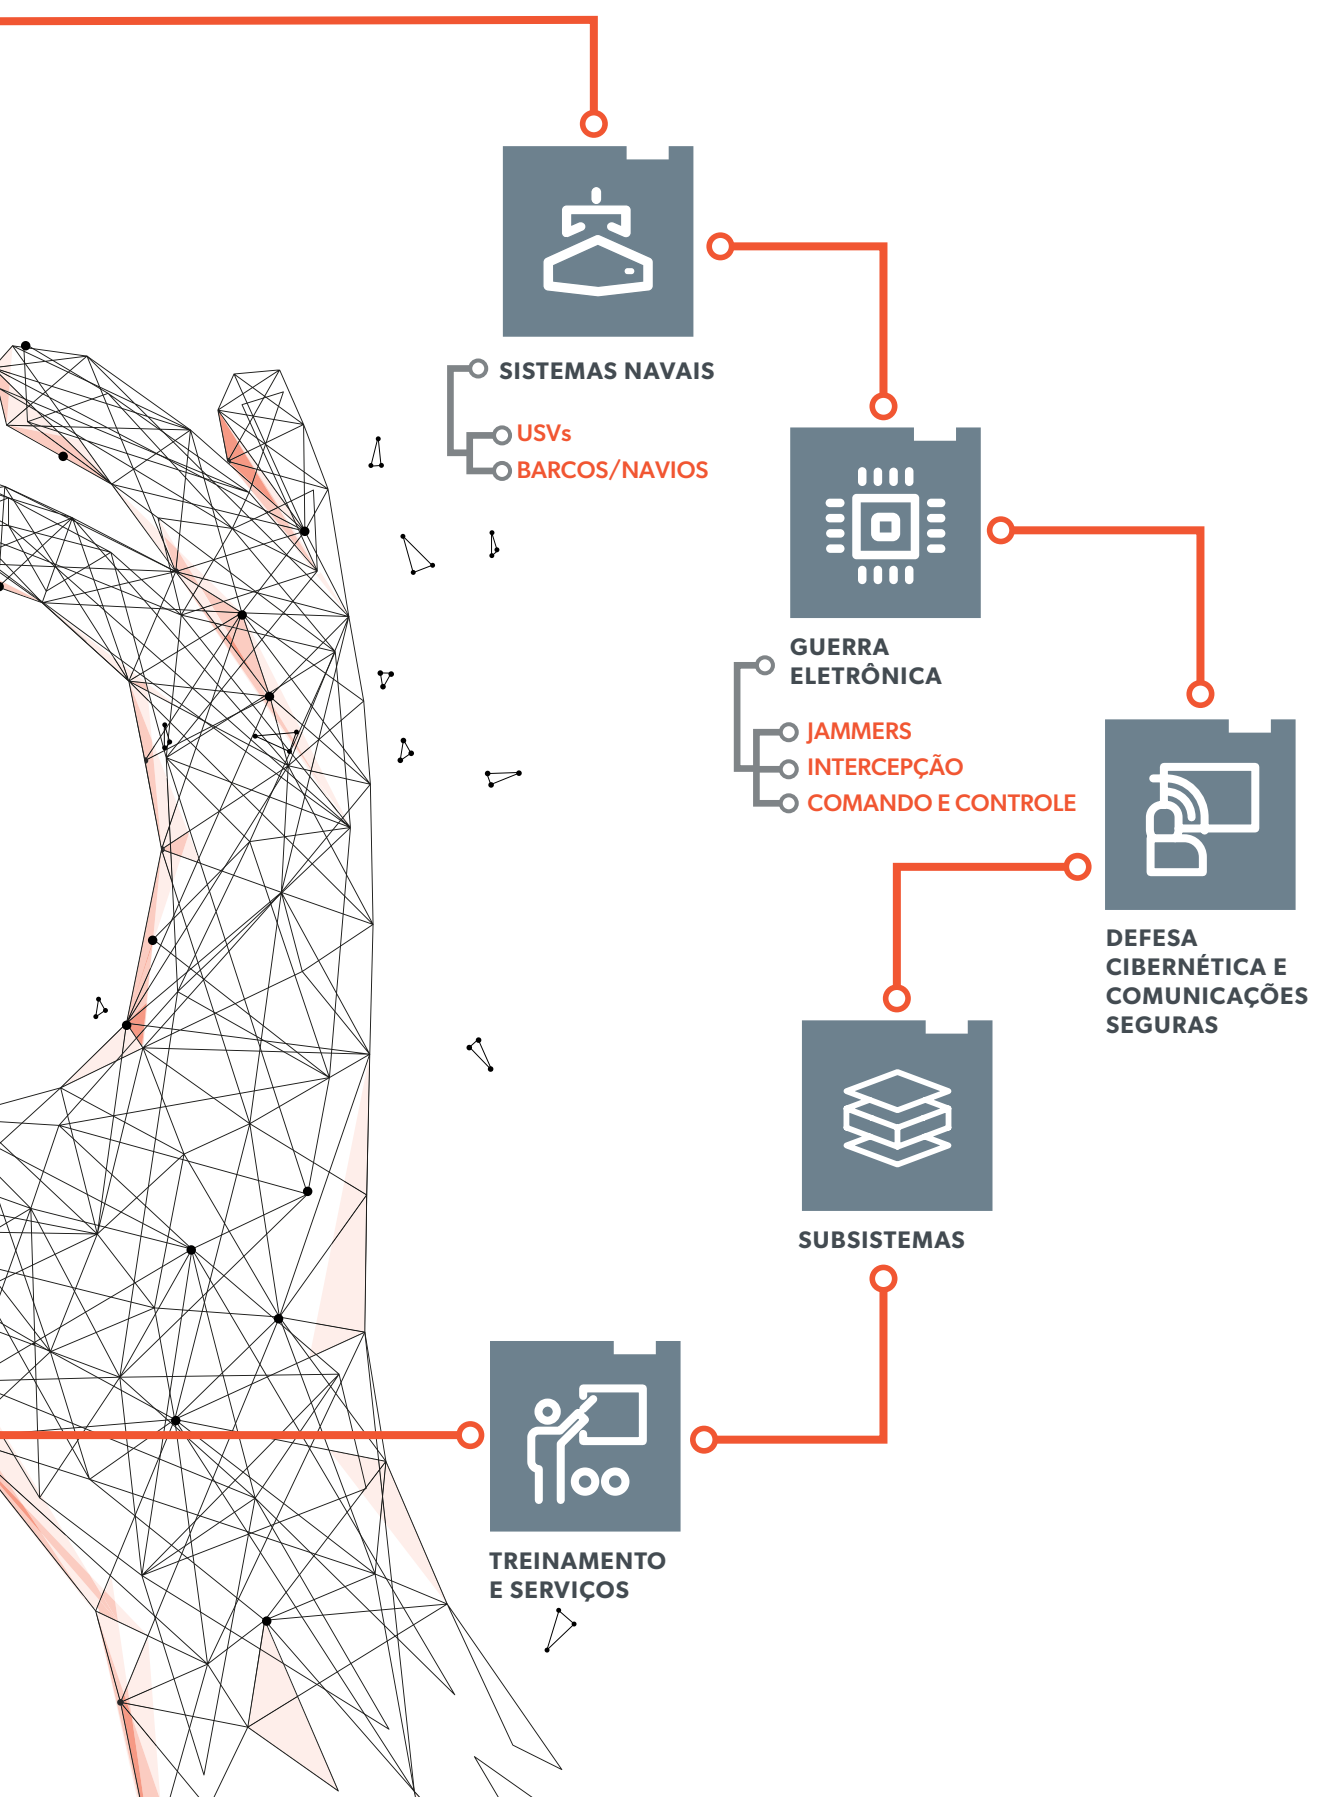 SISTEMAS NAVAIS
USVs
BARCOS/NAVIOS
GUERRA
ELETRÔNICA
JAMMERS
INTERCEPÇÃO
COMANDO E CONTROLE
DEFESA
CIBERNÉTICA E
COMUNICAÇÕES
SEGURAS
SUBSISTEMAS
TREINAMENTO
E SERVIÇOS